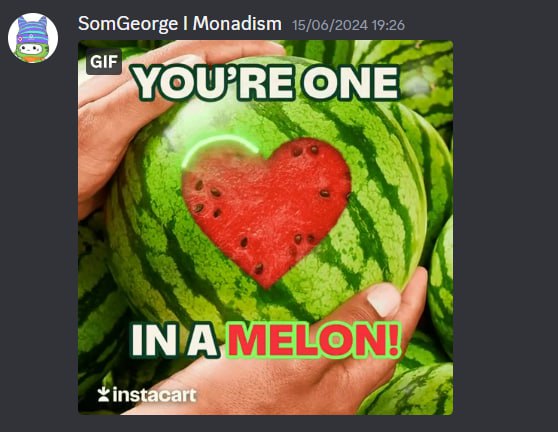 SomGeorge I Monadism 15/06/2024 19:26
GIF
YOU'RE ONE
IN A MELON!
instacart